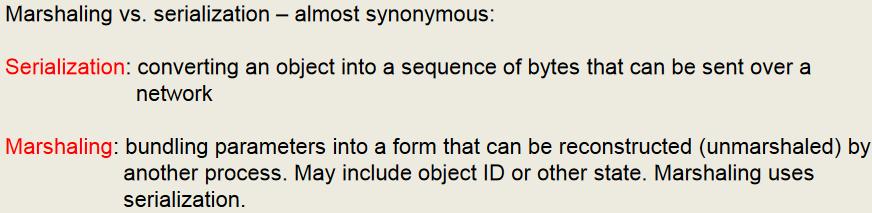 Marshaling vs. serialization – almost synonymous:
Serialization: converting an object into a sequence of bytes that can be sent over a
network
Marshaling: bundling parameters into a form that can be reconstructed (unmarshaled) by
another process. May include object ID or other state. Marshaling uses
serialization.